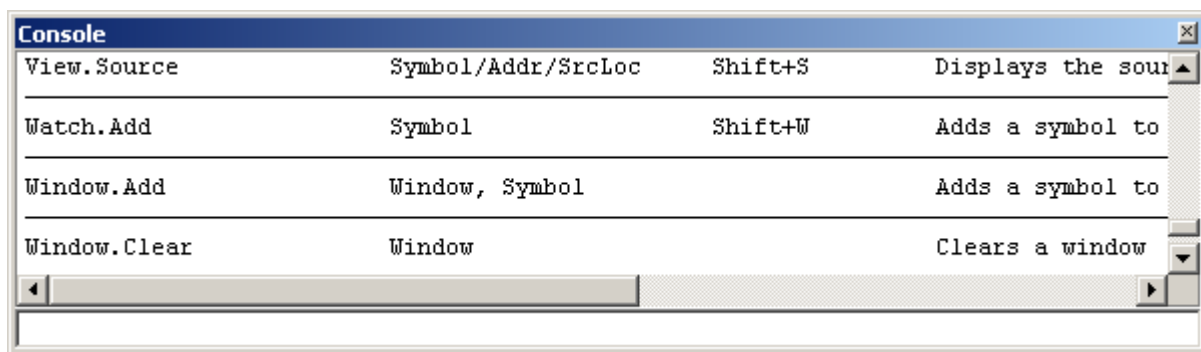 Console
View.Source Symbol/Addr/SrcLoc Shift+S Displays the sour
Watch.Add Symbol Shift+W Adds a symbol to
Window.Add Window, Symbol Adds a symbol to
Window.Clear Window Clears a window